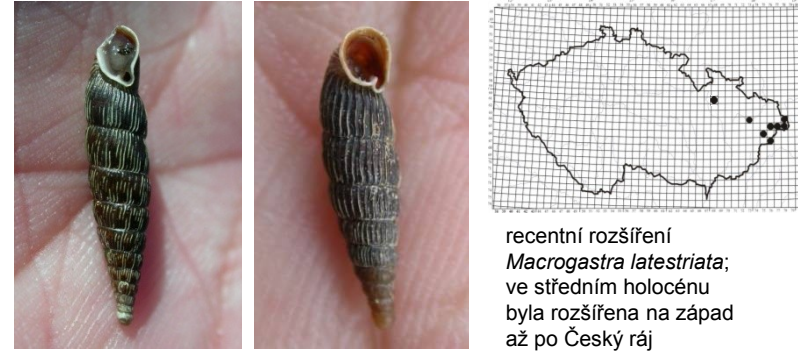 recentní rozšíření
Macrogastra latestriata;
ve středním holocénu
byla rozšířena na západ
až po Český ráj